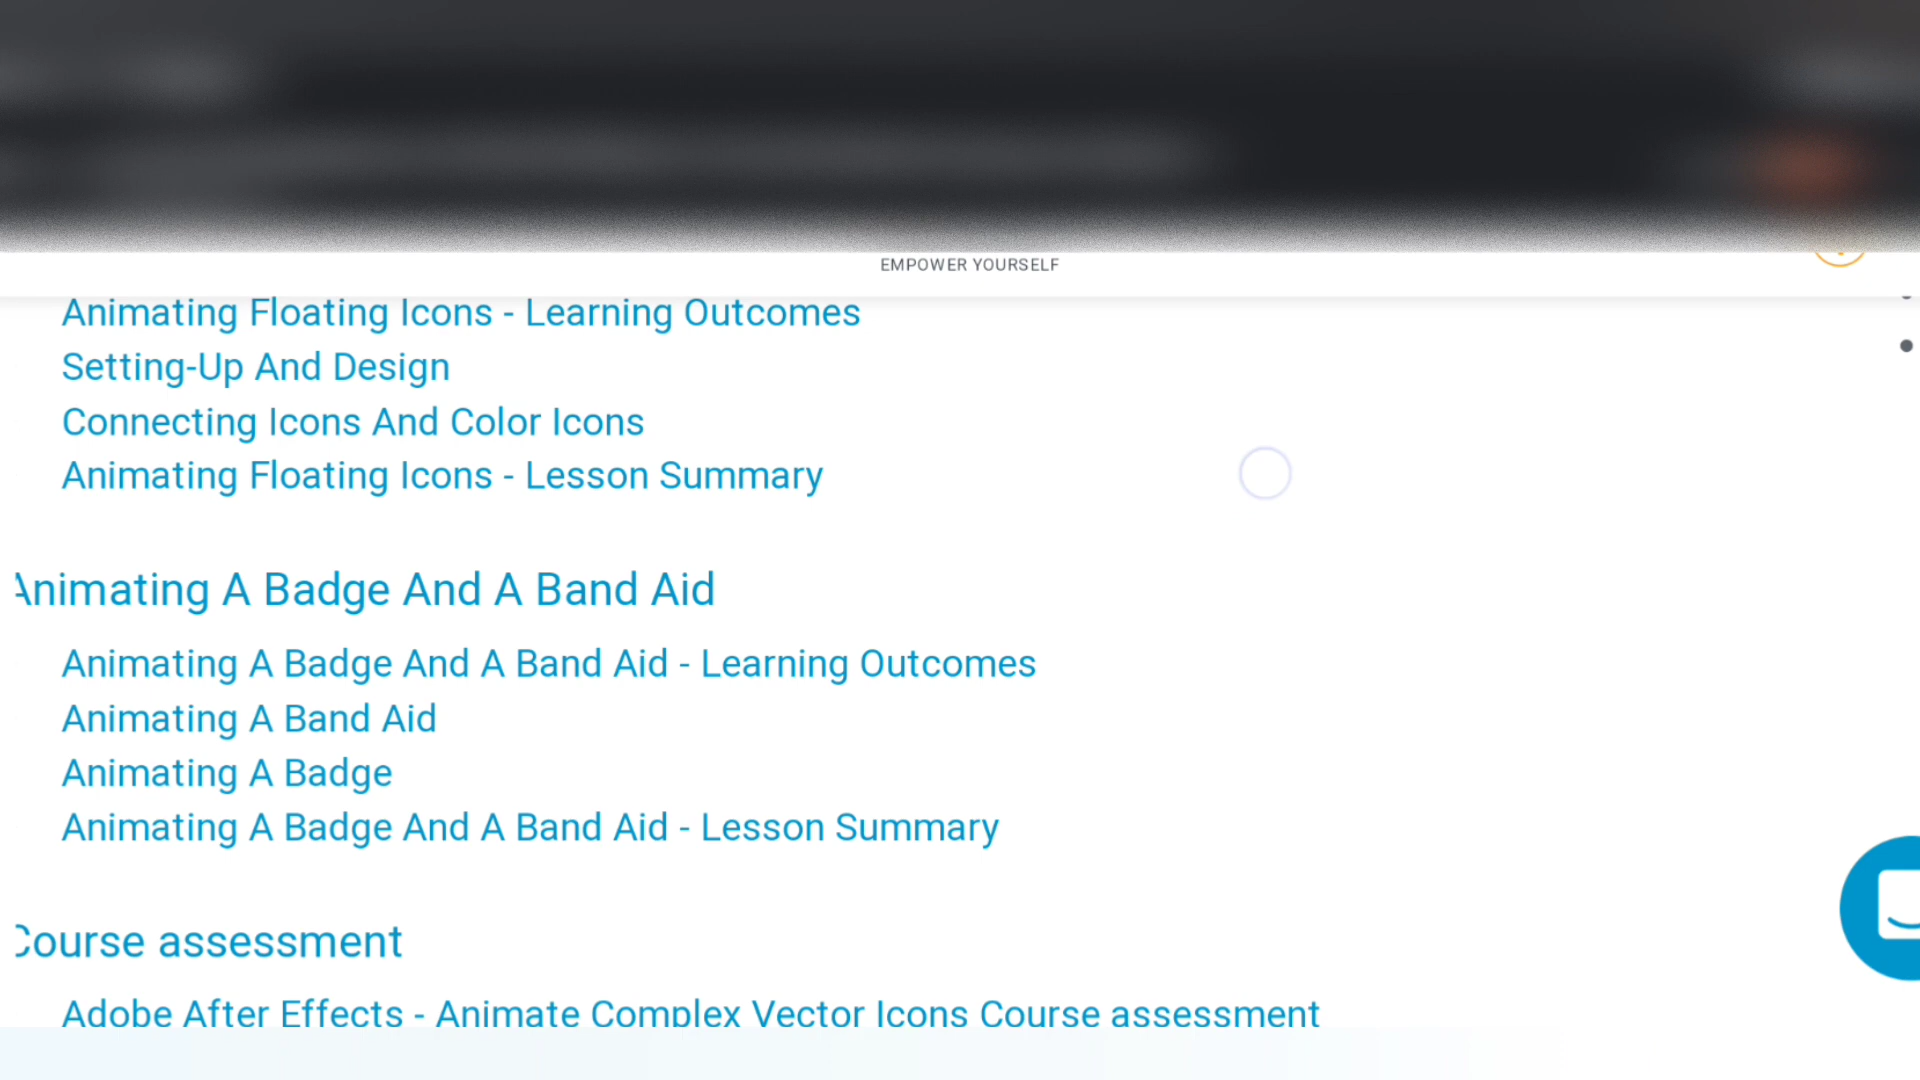 EMPOWER YOURSELF
Animating Floating Icons - Learning Outcomes
Setting-Up And Design
Connecting Icons And Color Icons
Animating Floating Icons - Lesson Summary
Animating A Badge And A Band Aid
Animating A Badge And A Band Aid - Learning Outcomes
Animating A Band Aid
Animating A Badge
Animating A Badge And A Band Aid - Lesson Summary
Course assessment
Adobe After Effects - Animate Complex Vector Icons Course assessment